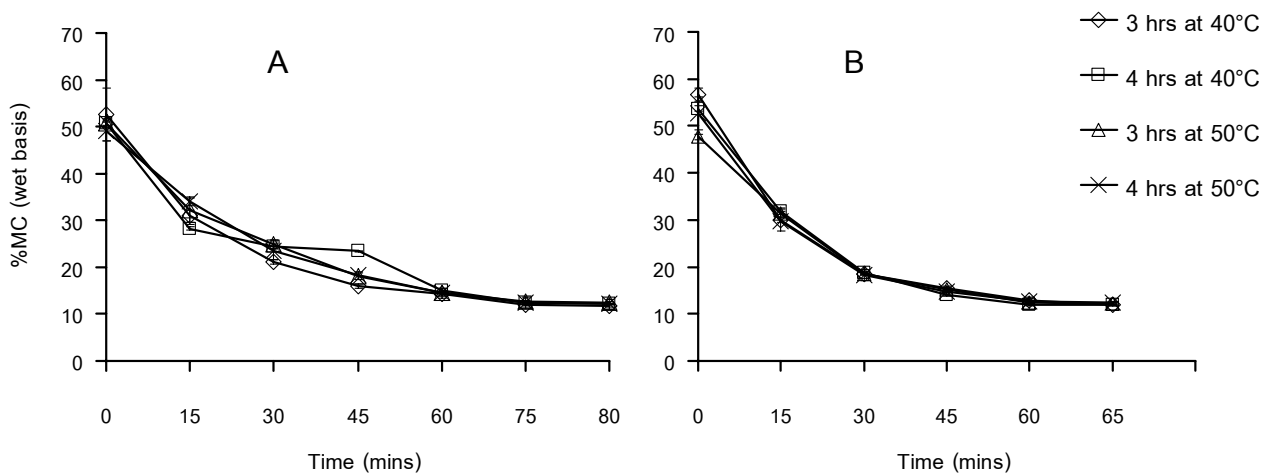 A
B
%MC (wet basis)
70
60
50
40
30
20
10
0
0 15 30 45 60 75 80
Time (mins)
70
60
50
40
30
20
10
0
0 15 30 45 60 65
Time (mins)
3 hrs at 40°C
4 hrs at 40°C
3 hrs at 50°C
4 hrs at 50°C